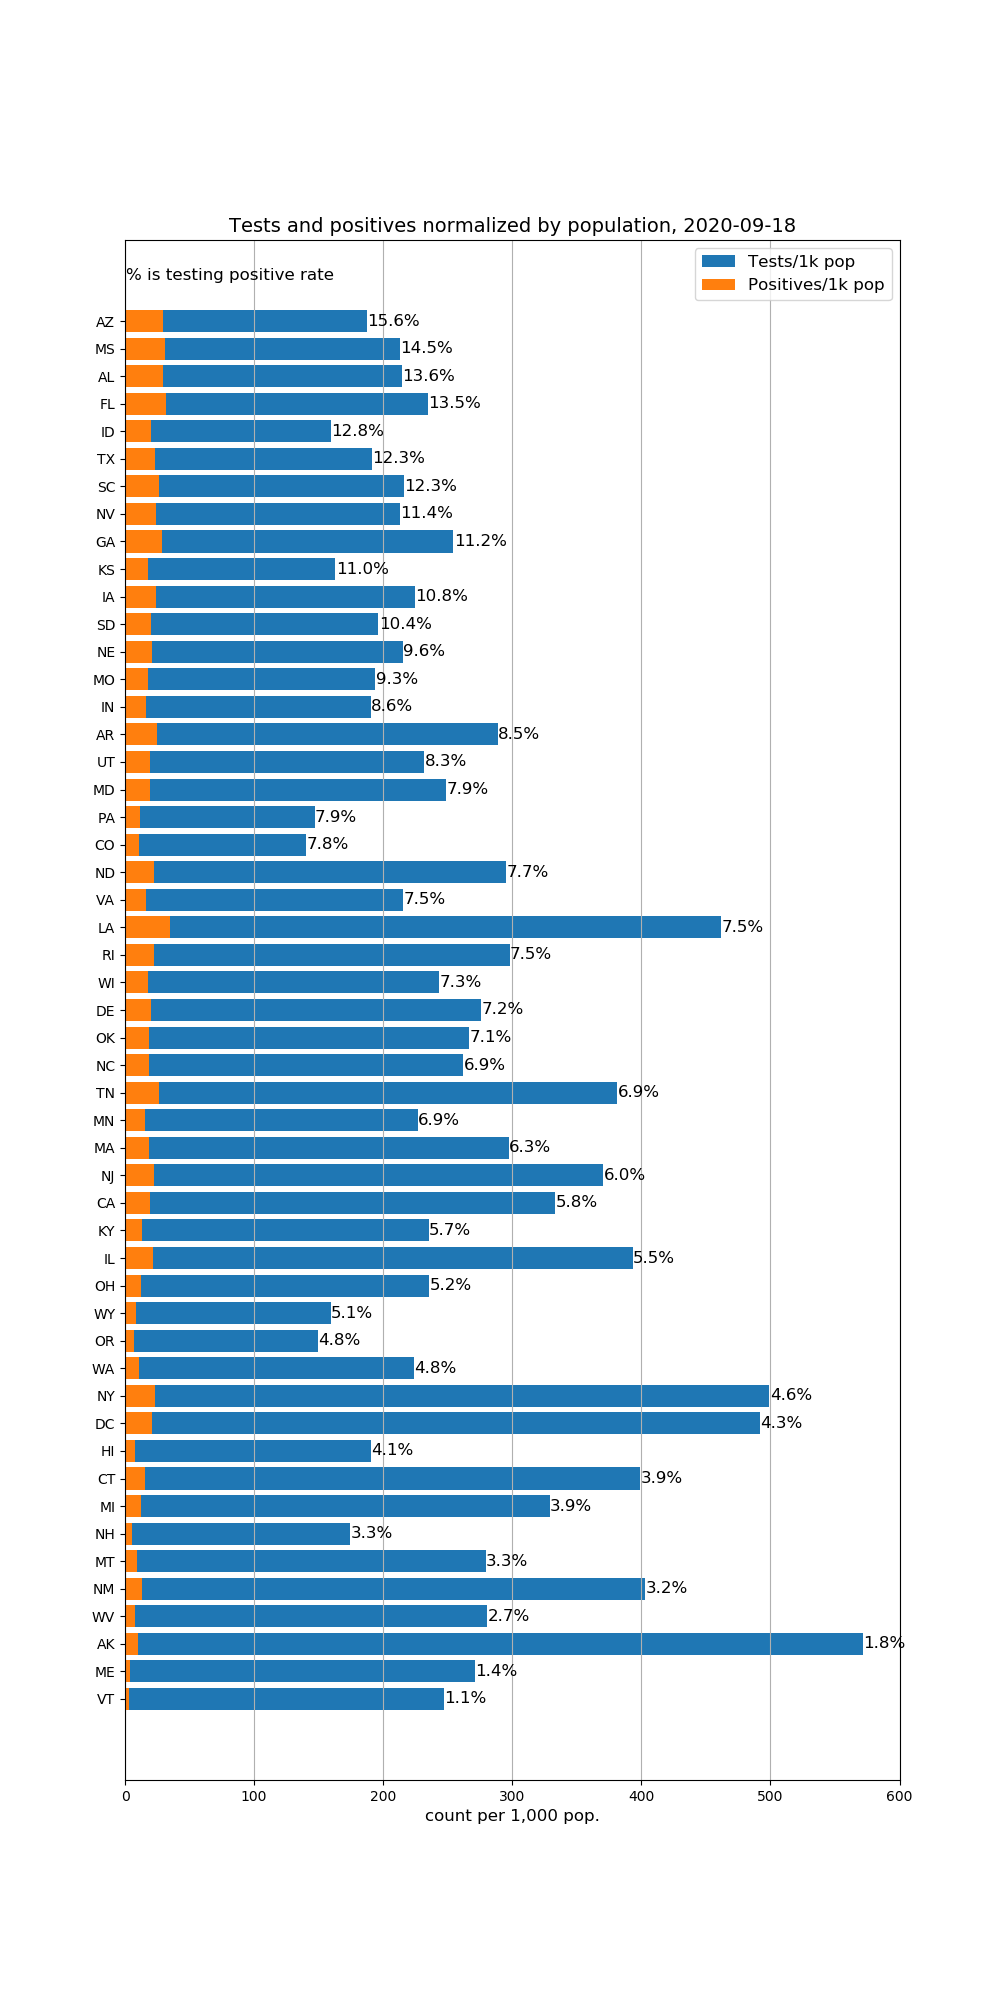 Tests and positives normalized by population, 2020-09-18
% is testing positive rate
Tests/1k pop
Positives/1k pop
AZ 15.6%
MS 14.5%
AL 13.6%
FL 13.5%
ID 12.8%
TX 12.3%
SC 12.3%
NV 11.4%
GA 11.2%
KS 11.0%
IA 10.8%
SD 10.4%
NE 9.6%
MO 9.3%
IN 8.6%
AR 8.5%
UT 8.3%
MD 7.9%
PA 7.9%
CO 7.8%
ND 7.7%
VA 7.5%
LA 7.5%
RI 7.5%
WI 7.3%
DE 7.2%
OK 7.1%
NC 6.9%
TN 6.9%
MN 6.9%
MA 6.3%
NJ 6.0%
CA 5.8%
KY 5.7%
IL 5.5%
OH 5.2%
WY 5.1%
OR 4.8%
WA 4.8%
NY 4.6%
DC 4.3%
HI 4.1%
CT 3.9%
MI 3.9%
NH 3.3%
MT 3.3%
NM 3.2%
WV 2.7%
AK 1.8%
ME 1.4%
VT 1.1%
0 100 200 300 400 500 600
count per 1,000 pop.